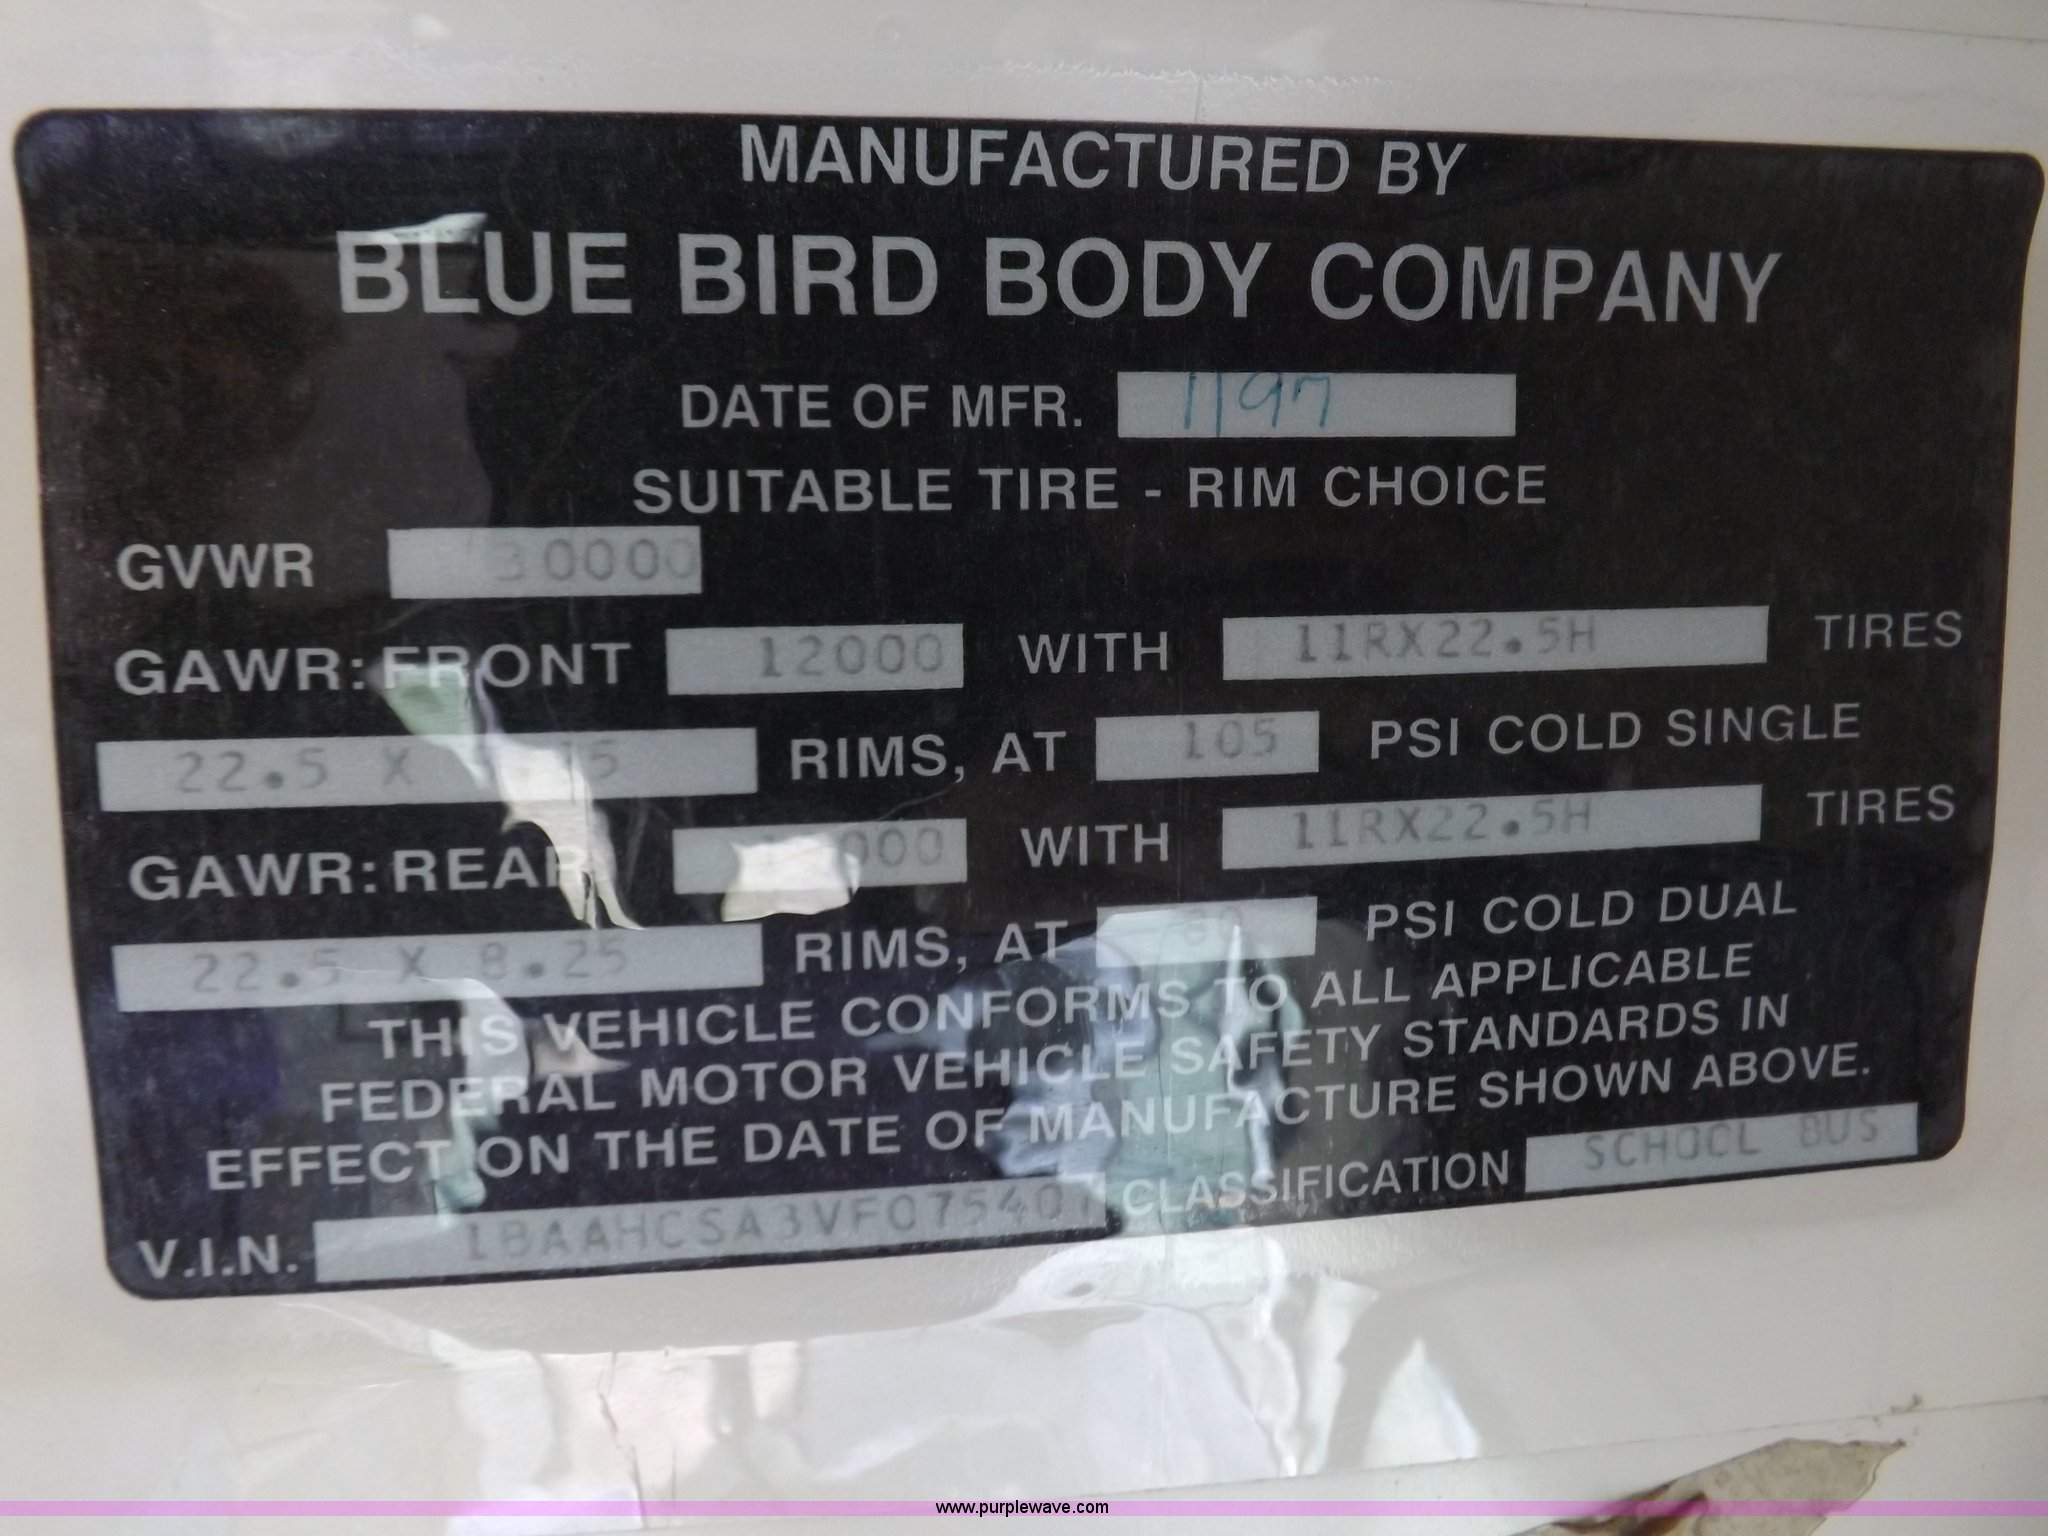 MANUFACTURED BY
BLUE BIRD BODY COMPANY
DATE OF MFR. 1197
SUITABLE TIRE - RIM CHOICE
GVWR 30000
GAWR: FRONT 12000 WITH 11RX22.5H TIRES
22.5 X RIMS, AT 105 PSI COLD SINGLE
GAWR: REAR WITH 11RX22.5H TIRES
22.5 X 8.25 RIMS, AT PSI COLD DUAL
THIS VEHICLE CONFORMS TO ALL APPLICABLE
FEDERAL MOTOR VEHICLE SAFETY STANDARDS IN
EFFECT ON THE DATE OF MANUFACTURE SHOWN ABOVE.
V.I.N. 1BAAHCSA3VF075401 CLASSIFICATION SCHOOL BUS
www.purplewave.com